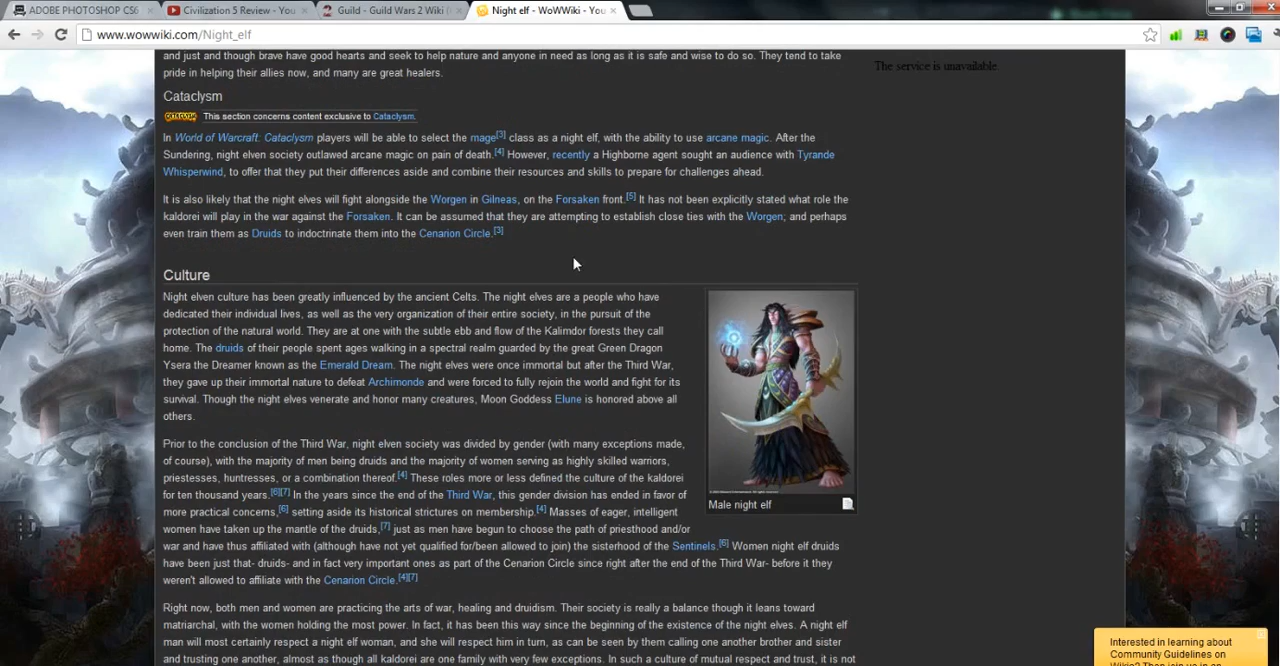 ADOBE PHOTOSHOP CS6
Civilization 5 Review - You
Guild - Guild Wars 2 Wiki (
Night elf - WoWWiki - You
www.wowwiki.com/Night_elf
and just and though brave have good hearts and seek to help nature and anyone in need as long as it is safe and wise to do so. They tend to take
The service is unavailable.
pride in helping their allies now, and many are great healers.
Cataclysm
This section concerns content exclusive to Cataclysm.
In World of Warcraft: Cataclysm players will be able to select the mage[3] class as a night elf, with the ability to use arcane magic. After the
Sundering, night elven society outlawed arcane magic on pain of death.[4] However, recently a Highborne agent sought an audience with Tyrande
Whisperwind, to offer that they put their differences aside and combine their resources and skills to prepare for challenges ahead.
It is also likely that the night elves will fight alongside the Worgen in Gilneas, on the Forsaken front.[5] It has not been explicitly stated what role the
kaldorei will play in the war against the Forsaken. It can be assumed that they are attempting to establish close ties with the Worgen; and perhaps
even train them as Druids to indoctrinate them into the Cenarion Circle.[3]
Culture
Night elven culture has been greatly influenced by the ancient Celts. The night elves are a people who have
dedicated their individual lives, as well as the very organization of their entire society, in the pursuit of the
protection of the natural world. They are at one with the subtle ebb and flow of the Kalimdor forests they call
home. The druids of their people spent ages walking in a spectral realm guarded by the great Green Dragon
Ysera the Dreamer known as the Emerald Dream. The night elves were once immortal but after the Third War,
they gave up their immortal nature to defeat Archimonde and were forced to fully rejoin the world and fight for its
survival. Though the night elves venerate and honor many creatures, Moon Goddess Elune is honored above all
others.
Male night elf
Prior to the conclusion of the Third War, night elven society was divided by gender (with many exceptions made,
of course), with the majority of men being druids and the majority of women serving as highly skilled warriors,
priestesses, huntresses, or a combination thereof.[4] These roles more or less defined the culture of the kaldorei
for ten thousand years.[6][7] In the years since the end of the Third War, this gender division has ended in favor of
more practical concerns,[6] setting aside its historical strictures on membership.[4] Masses of eager, intelligent
women have taken up the mantle of the druids,[7] just as men have begun to choose the path of priesthood and/or
war and have thus affiliated with (although have not yet qualified for/been allowed to join) the sisterhood of the Sentinels.[6] Women night elf druids
have been just that- druids- and in fact very important ones as part of the Cenarion Circle since right after the end of the Third War- before it they
weren't allowed to affiliate with the Cenarion Circle.[4][7]
Right now, both men and women are practicing the arts of war, healing and druidism. Their society is really a balance though it leans toward
matriarchal, with the women holding the most power. In fact, it has been this way since the beginning of the existence of the night elves. A night elf
man will most certainly respect a night elf woman, and she will respect him in turn, as can be seen by them calling one another brother and sister
and trusting one another, almost as though all kaldorei are one family with very few exceptions. In such a culture of mutual respect and trust, it is not
Interested in learning about
Community Guidelines on
Wikia? Then join us in an